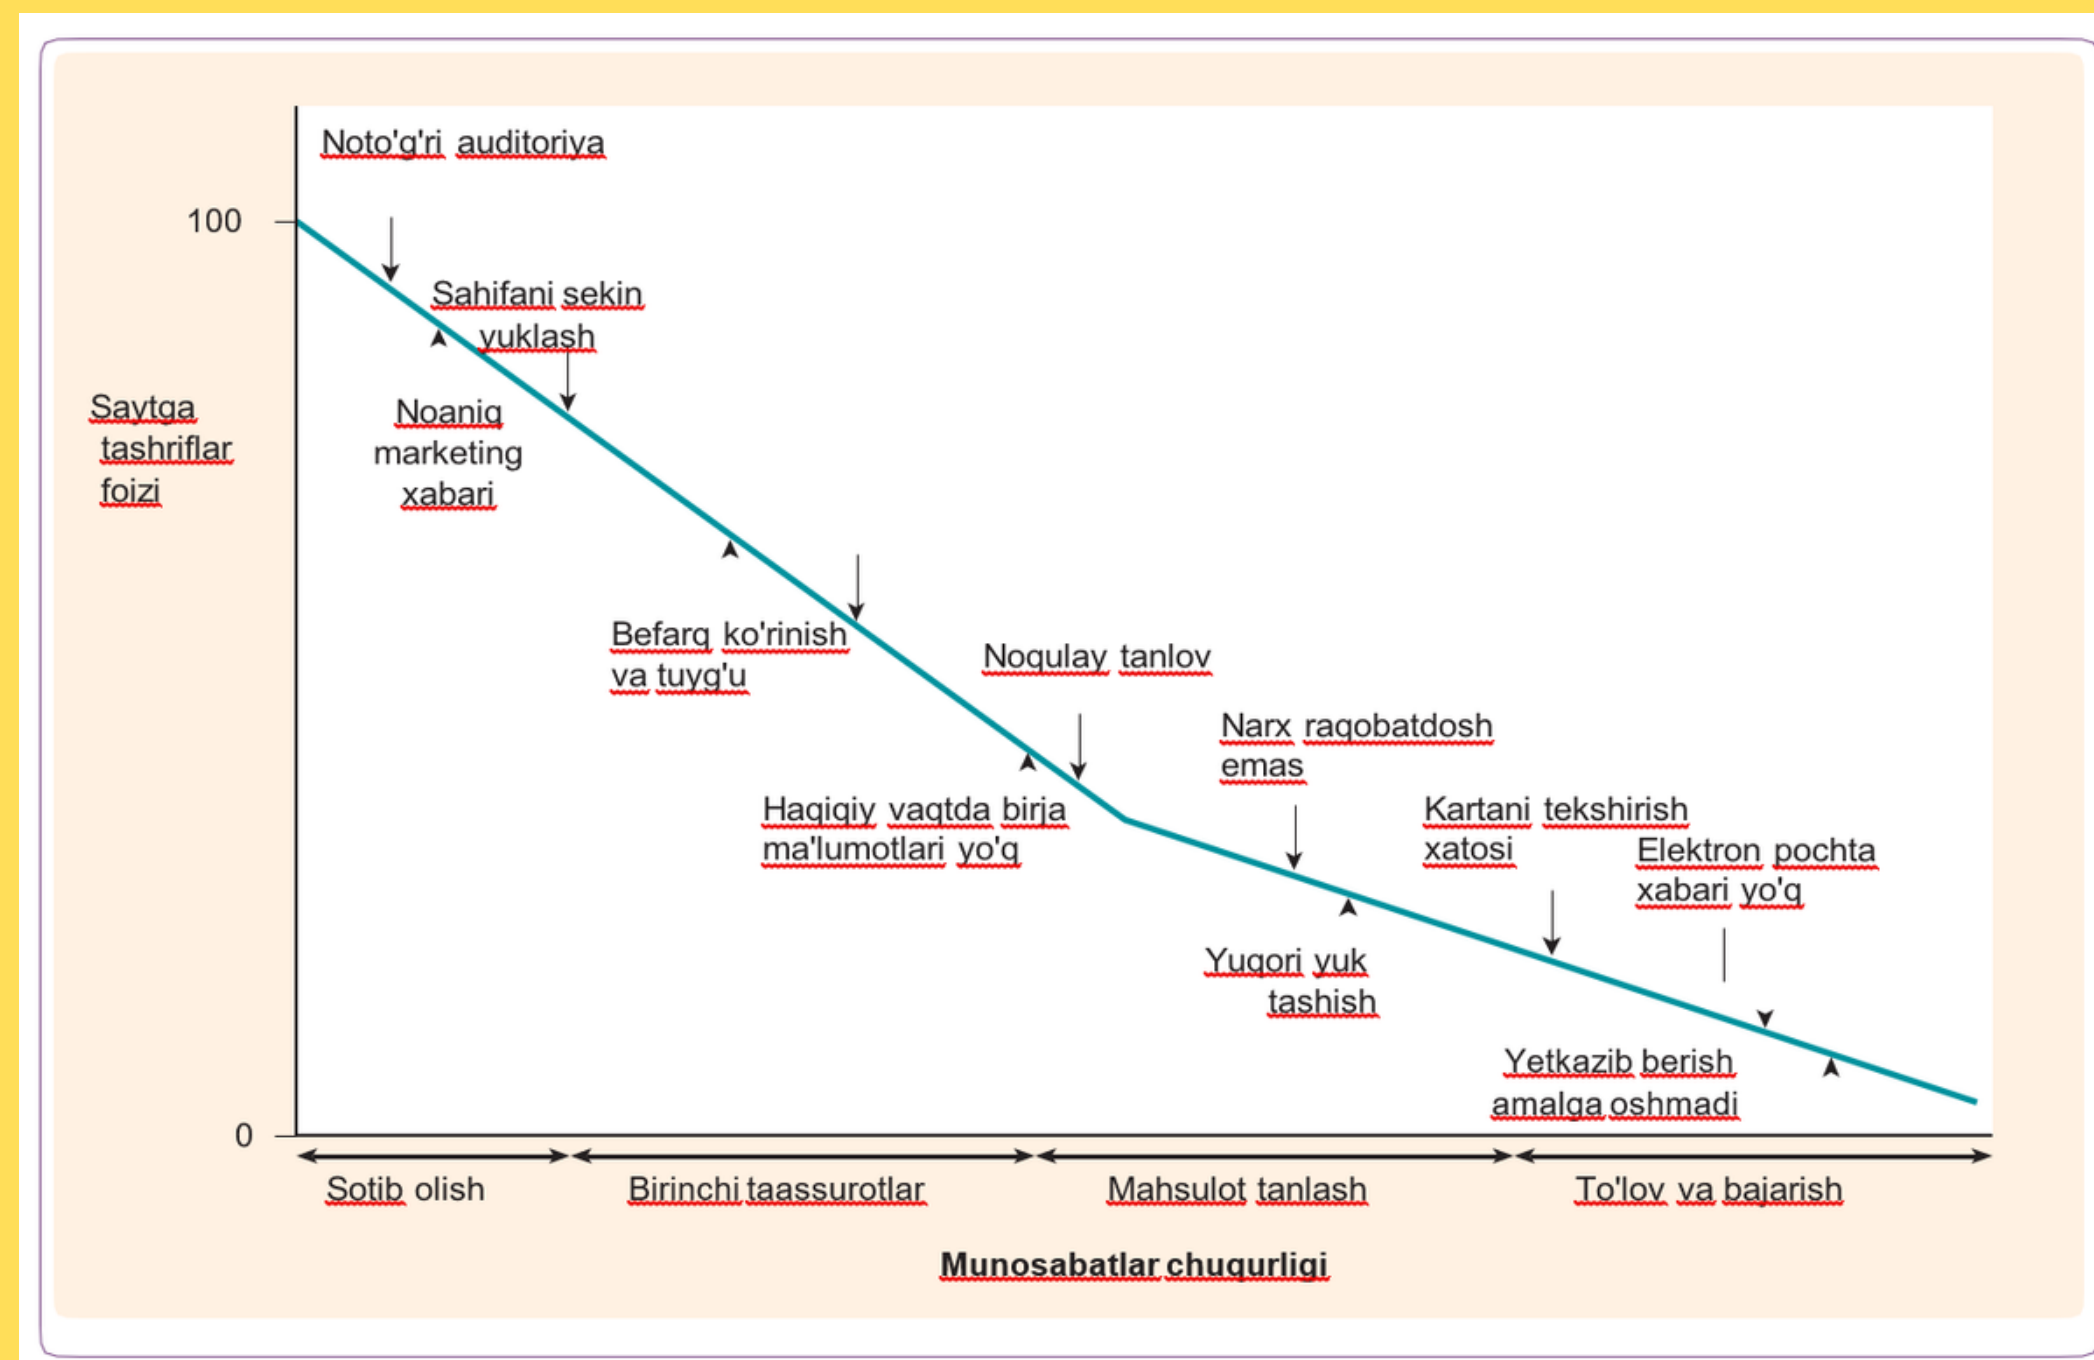 Noto'g'ri auditoriya
100
Sahifani sekin
yuklash
Saytga
tashriflar
foizi
Noaniq
marketing
xabari
Befarq ko'rinish
va tuyg'u
Noqulay tanlov
Narx raqobatdosh
emas
Haqiqiy vaqtda birja
ma'lumotlari yo'q
Kartani tekshirish
xatosi
Elektron pochta
xabari yo'q
Yuqori yuk
tashish
Yetkazib berish
amalga oshmadi
0
Sotib olish
Birinchi taassurotlar
Mahsulot tanlash
To'lov va bajarish
Munosabatlar chuqurligi